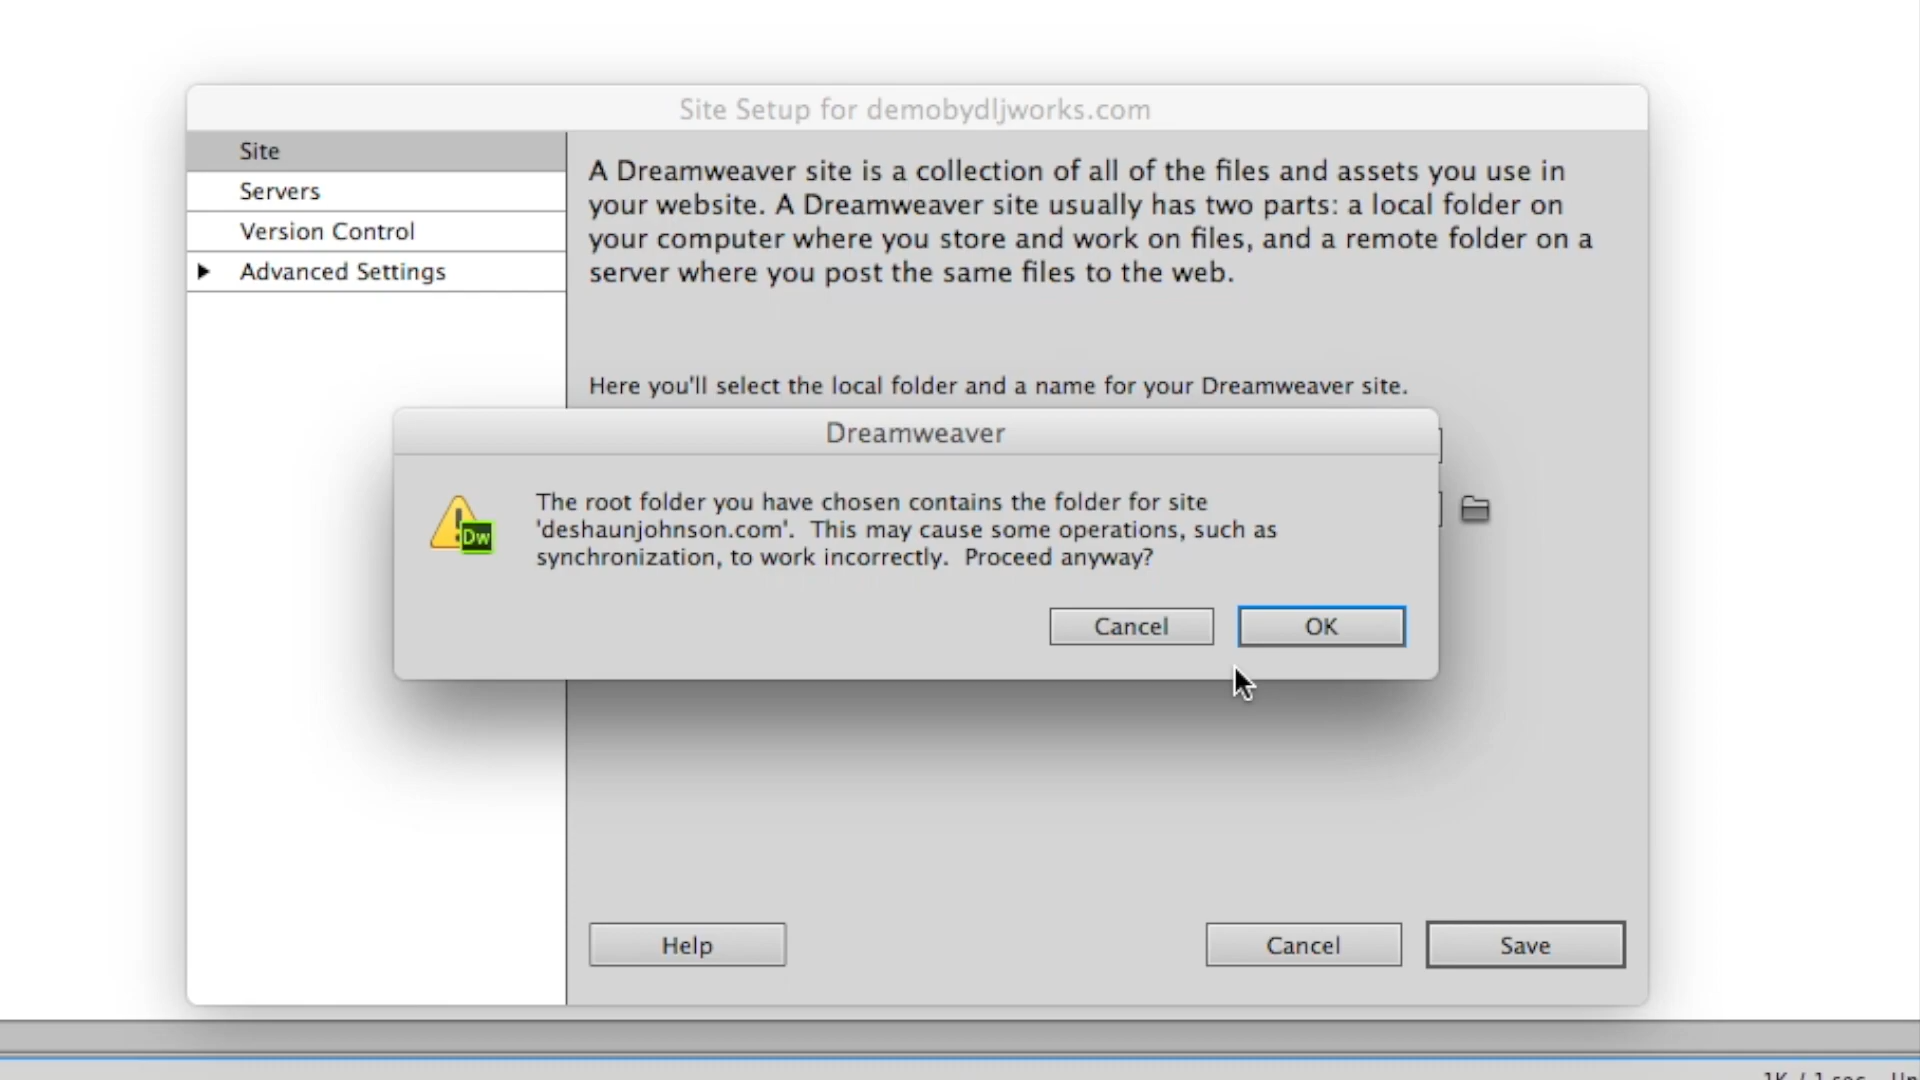 Site Setup for demobydljworks.com
Site
Servers
Version Control
Advanced Settings
A Dreamweaver site is a collection of all of the files and assets you use in
your website. A Dreamweaver site usually has two parts: a local folder on
your computer where you store and work on files, and a remote folder on a
server where you post the same files to the web.
Here you'll select the local folder and a name for your Dreamweaver site.
Dreamweaver
Dw
The root folder you have chosen contains the folder for site
'deshaunjohnson.com'. This may cause some operations, such as
synchronization, to work incorrectly. Proceed anyway?
Cancel
OK
Help
Cancel
Save